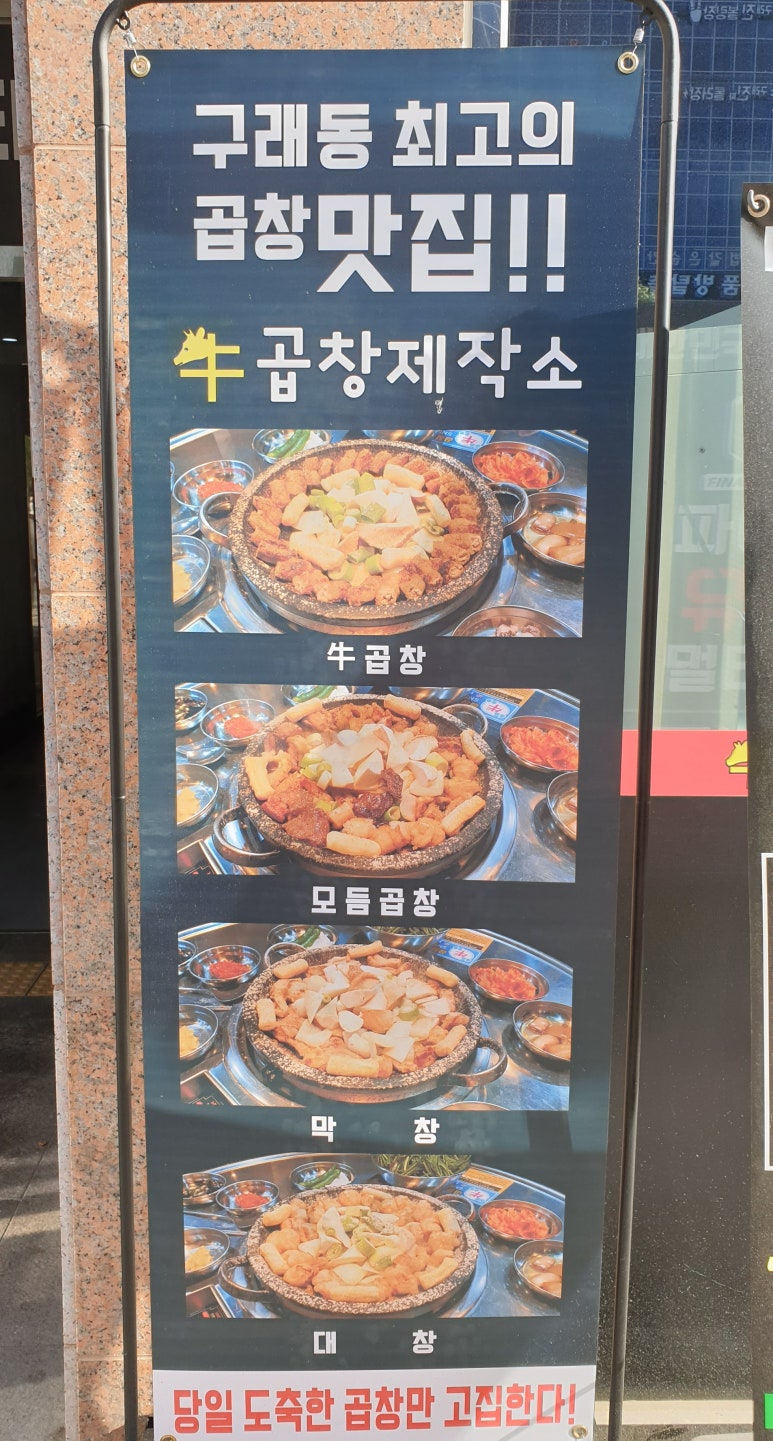 구래동 최고의
곱창맛집!!
牛곱창제작소
牛곱창
모듬곱창
막 창
대 창
당일 도축한 곱창만 고집한다!